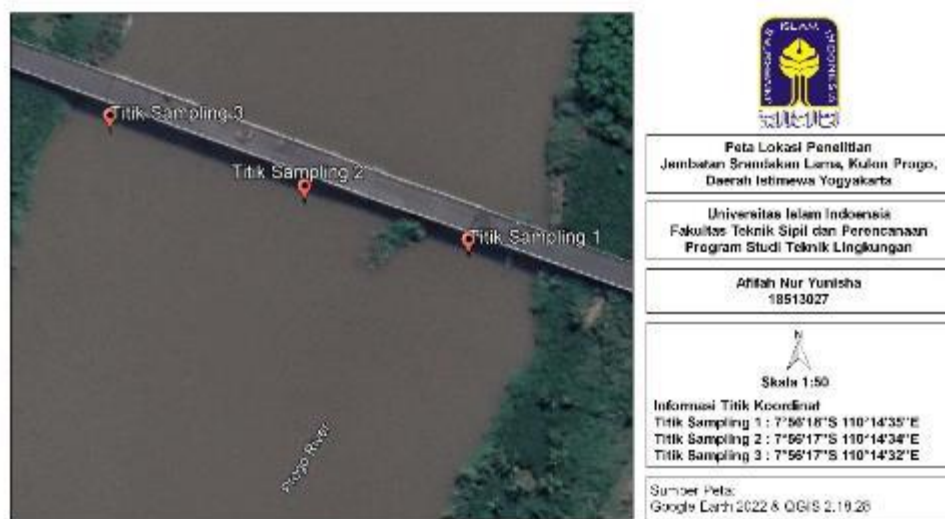 Titik Sampling 3
Titik Sampling 2
Titik Sampling 1
Progo River
ISLAM
Peta Lokasi Penelitian
Jembatan Srandakan Lama, Kulon Progo,
Daerah Istimewa Yogyakarta
Universitas Islam Indoensia
Fakultas Teknik Sipil dan Perencanaan
Program Studi Teknik Lingkungan
Afifah Nur Yunisha
18513027
N
Skala 1:50
Informasi Titik Koordinat
Titik Sampling 1 : 7°56'18"S 110°14'35"E
Titik Sampling 2 : 7°56'17"S 110°14'34"E
Titik Sampling 3 : 7°56'17"S 110°14'32"E
Sumber Peta:
Google Earth 2022 & QGIS 2.18.28